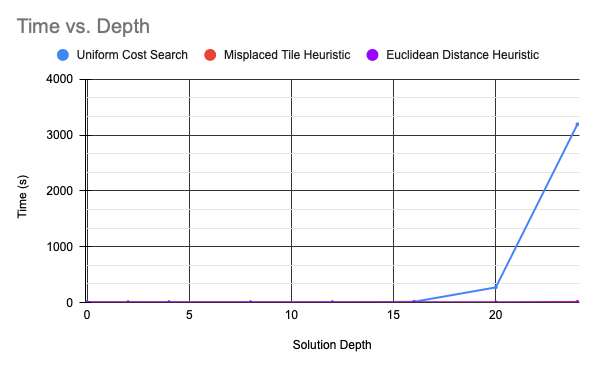 Time vs. Depth
Uniform Cost Search Misplaced Tile Heuristic Euclidean Distance Heuristic
4000
3000
2000
1000
0
Time (s)
0 5 10 15 20
Solution Depth